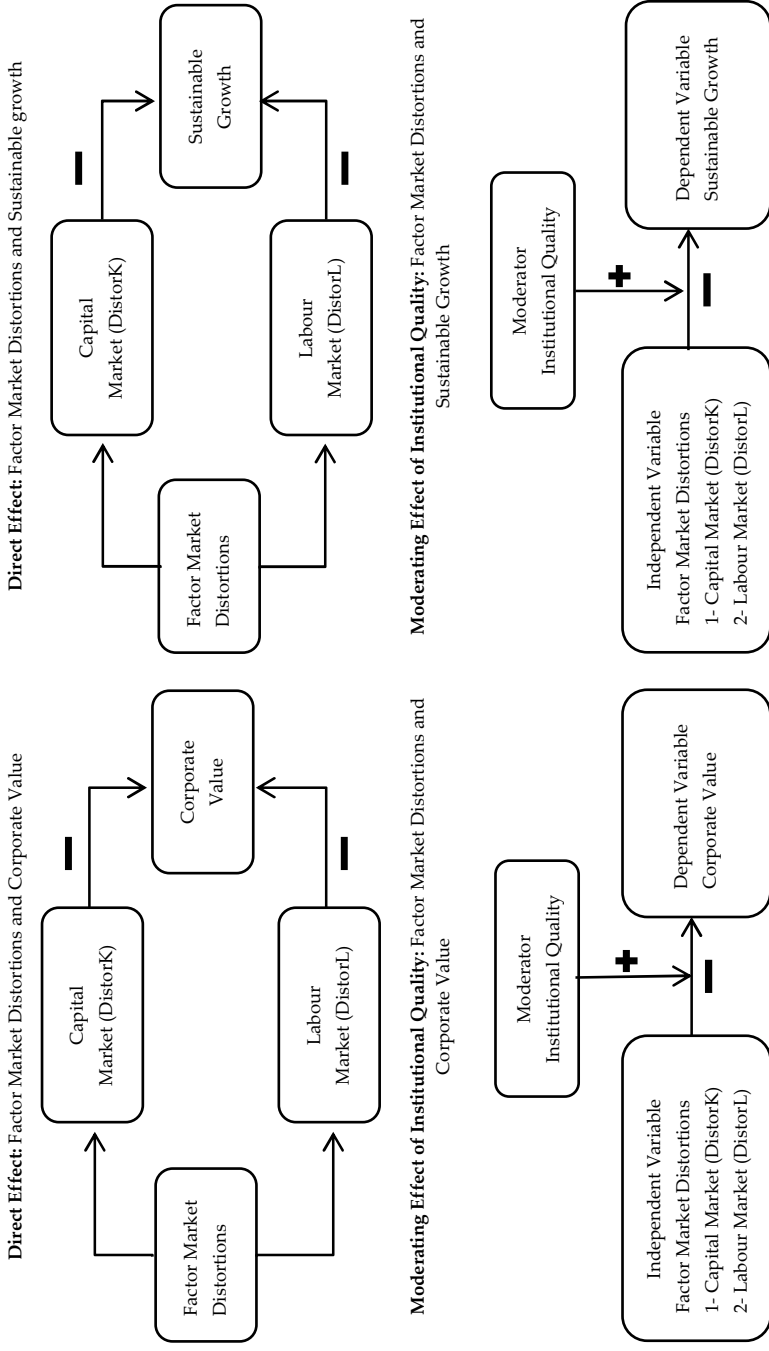 Direct Effect: Factor Market Distortions and Corporate Value
Factor Market
Distortions
Capital
Market (DistorK)
Labour
Market (DistorL)
Corporate
Value
Direct Effect: Factor Market Distortions and Sustainable growth
Factor Market
Distortions
Capital
Market (DistorK)
Labour
Market (DistorL)
Sustainable
Growth
Moderating Effect of Institutional Quality: Factor Market Distortions and
Corporate Value
Moderator
Institutional Quality
+
Independent Variable
Factor Market Distortions
1- Capital Market (DistorK)
2- Labour Market (DistorL)
Dependent Variable
Corporate Value
Moderating Effect of Institutional Quality: Factor Market Distortions and
Sustainable Growth
Moderator
Institutional Quality
+
Independent Variable
Factor Market Distortions
1- Capital Market (DistorK)
2- Labour Market (DistorL)
Dependent Variable
Sustainable Growth